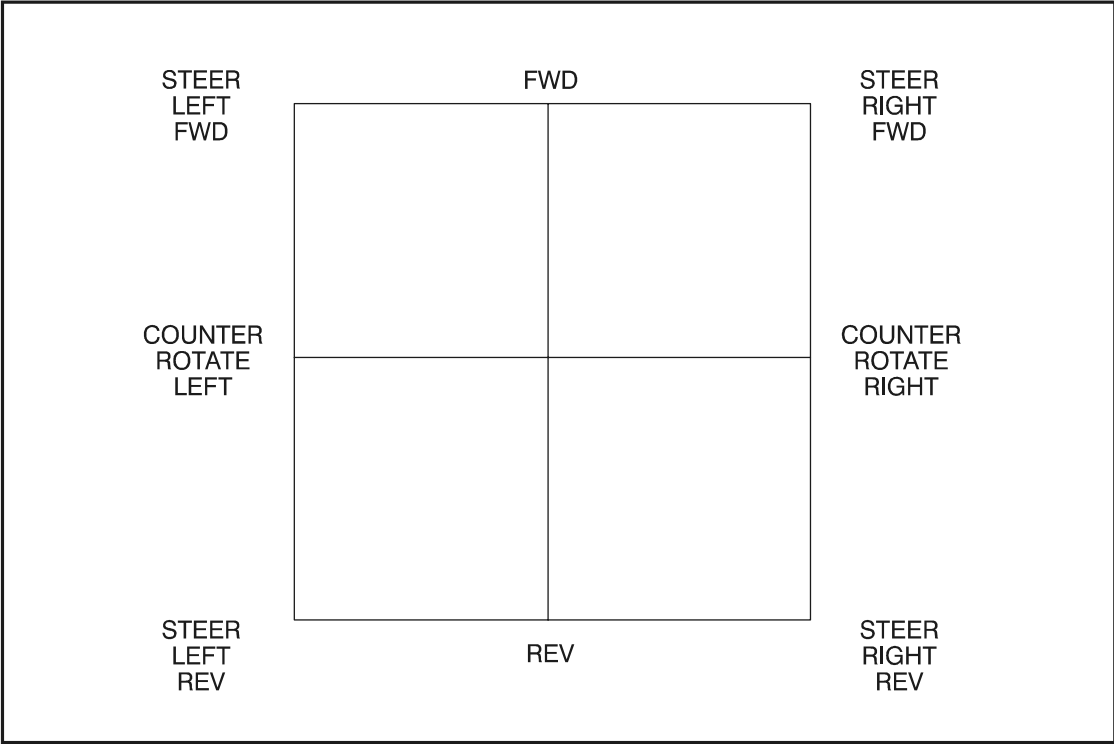 STEER
LEFT
FWD
FWD
STEER
RIGHT
FWD
COUNTER
ROTATE
LEFT
COUNTER
ROTATE
RIGHT
STEER
LEFT
REV
REV
STEER
RIGHT
REV